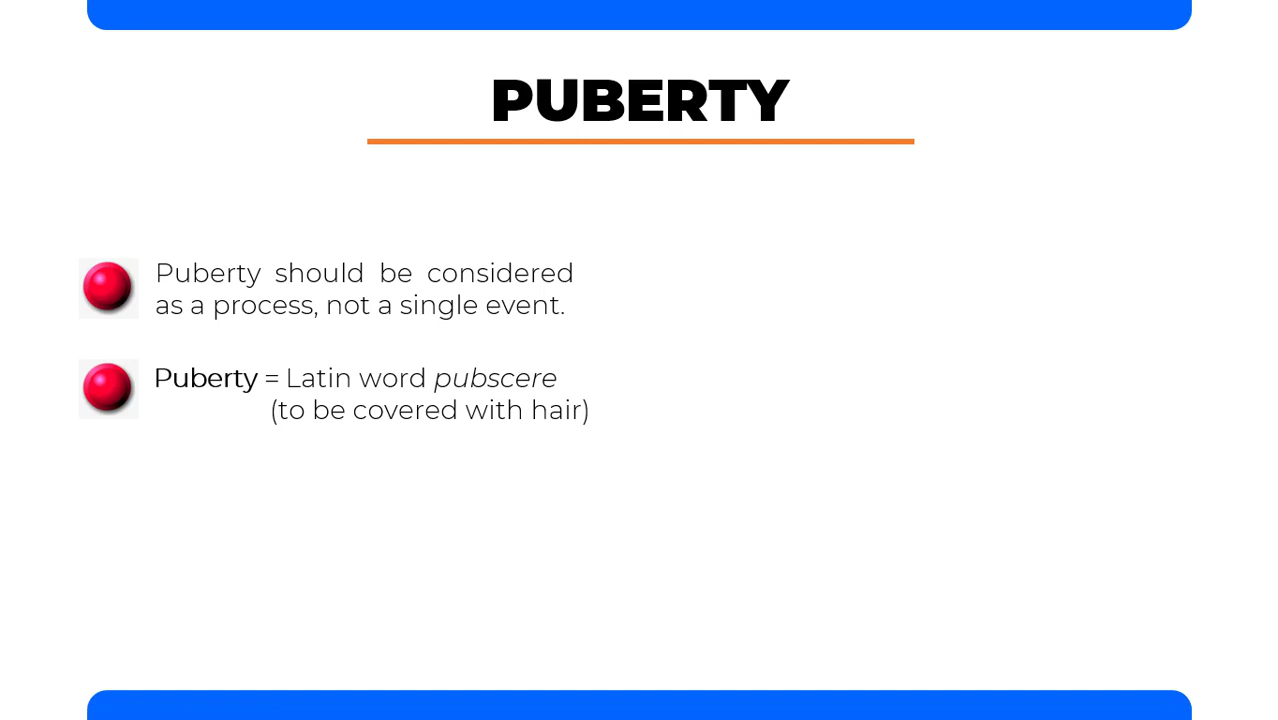 PUBERTY
Puberty should be considered
as a process, not a single event.
Puberty = Latin word pubscere
(to be covered with hair)